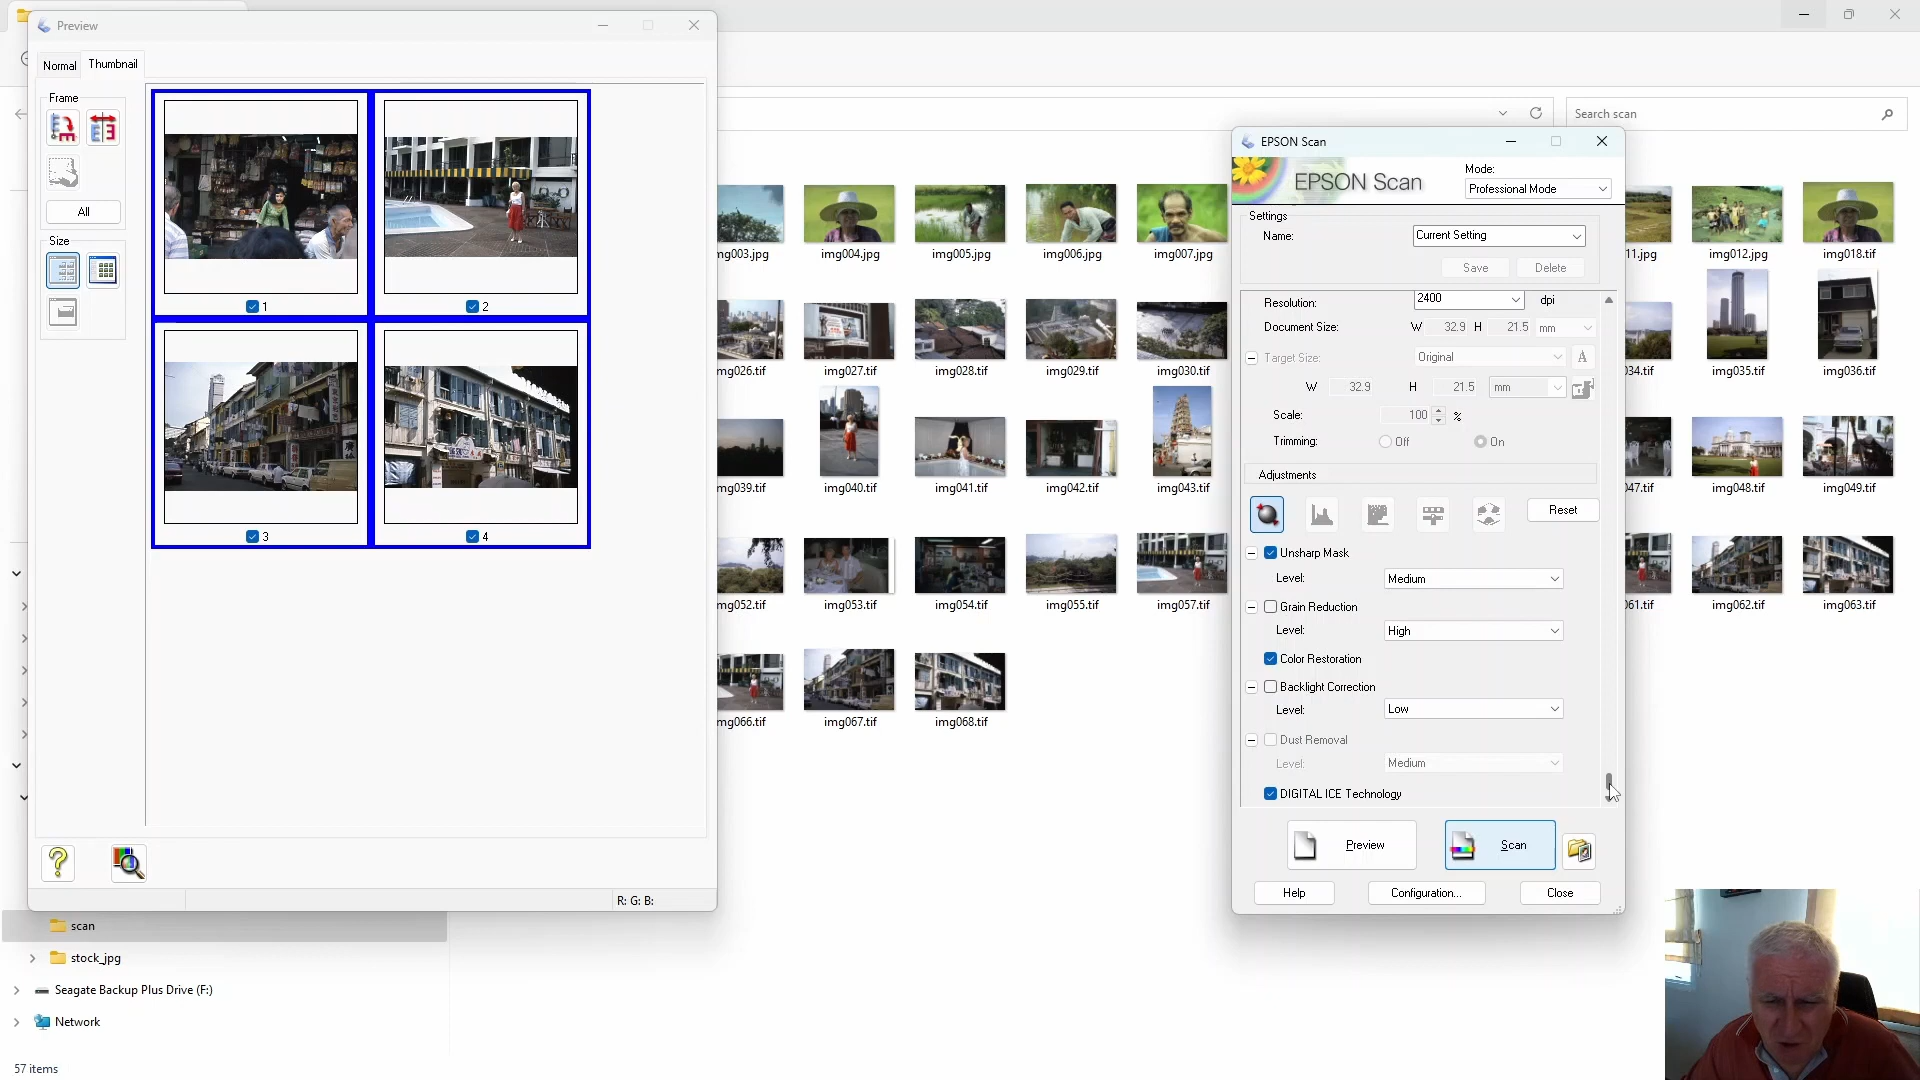 Preview
Normal
Thumbnail
Frame
All
Size
1
2
3
4
R: G: B:
Search scan
mg003.jpg
img004.jpg
img005.jpg
img006.jpg
img007.jpg
11.jpg
img012.jpg
img018.tif
mg026.tif
img027.tif
img028.tif
img029.tif
img030.tif
34.tif
img035.tif
img036.tif
mg039.tif
img040.tif
img041.tif
img042.tif
img043.tif
47.tif
img048.tif
img049.tif
mg052.tif
img053.tif
img054.tif
img055.tif
img057.tif
61.tif
img062.tif
img063.tif
mg066.tif
img067.tif
img068.tif
EPSON Scan
EPSON Scan
Mode:
Professional Mode
Settings
Name:
Current Setting
Save
Delete
Resolution:
2400
dpi
Document Size:
W 32.9 H 21.5 mm
Target Size:
Original
A
W 32.9 H 21.5 mm
Scale:
100 %
Trimming:
Off
On
Adjustments
Reset
Unsharp Mask
Level:
Medium
Grain Reduction
Level:
High
Color Restoration
Backlight Correction
Level:
Low
Dust Removal
Level:
Medium
DIGITAL ICE Technology
Preview
Scan
Help
Configuration...
Close
scan
stock_jpg
Seagate Backup Plus Drive (F:)
Network
57 items